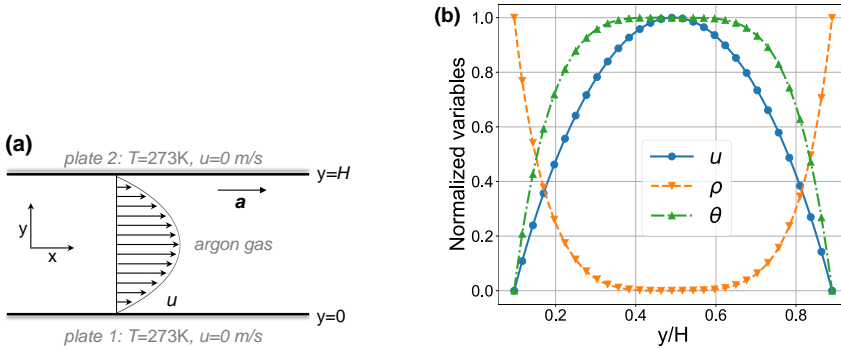 (a)
plate 2: T=273K, u=0 m/s
y=H
a
y
x
argon gas
u
y=0
plate 1: T=273K, u=0 m/s
(b)
Normalized variables
1.0
0.8
0.6
0.4
0.2
0.0
u
ρ
θ
0.2 0.4 0.6 0.8
y/H